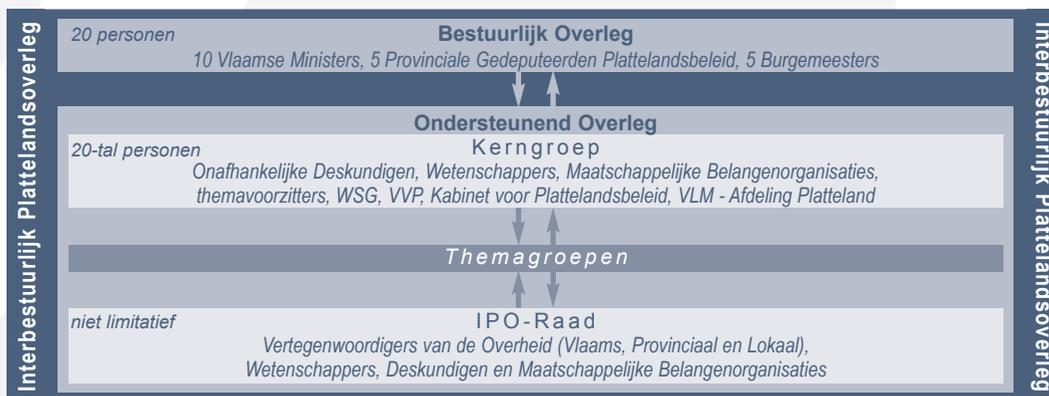 Interbestuurlijk Plattelandsoverleg
20 personen
Bestuurlijk Overleg
10 Vlaamse Ministers, 5 Provinciale Gedeputeerden Plattelandsbeleid, 5 Burgemeesters
Ondersteunend Overleg
20-tal personen
Kerngroep
Onafhankelijke Deskundigen, Wetenschappers, Maatschappelijke Belangenorganisaties,
themavoorzitters, WSG, VVP, Kabinet voor Plattelandsbeleid, VLM - Afdeling Platteland
Themagroepen
niet limitatief
IPO-Raad
Vertegenwoordigers van de Overheid (Vlaams, Provinciaal en Lokaal),
Wetenschappers, Deskundigen en Maatschappelijke Belangenorganisaties
Interbestuurlijk Plattelandsoverleg